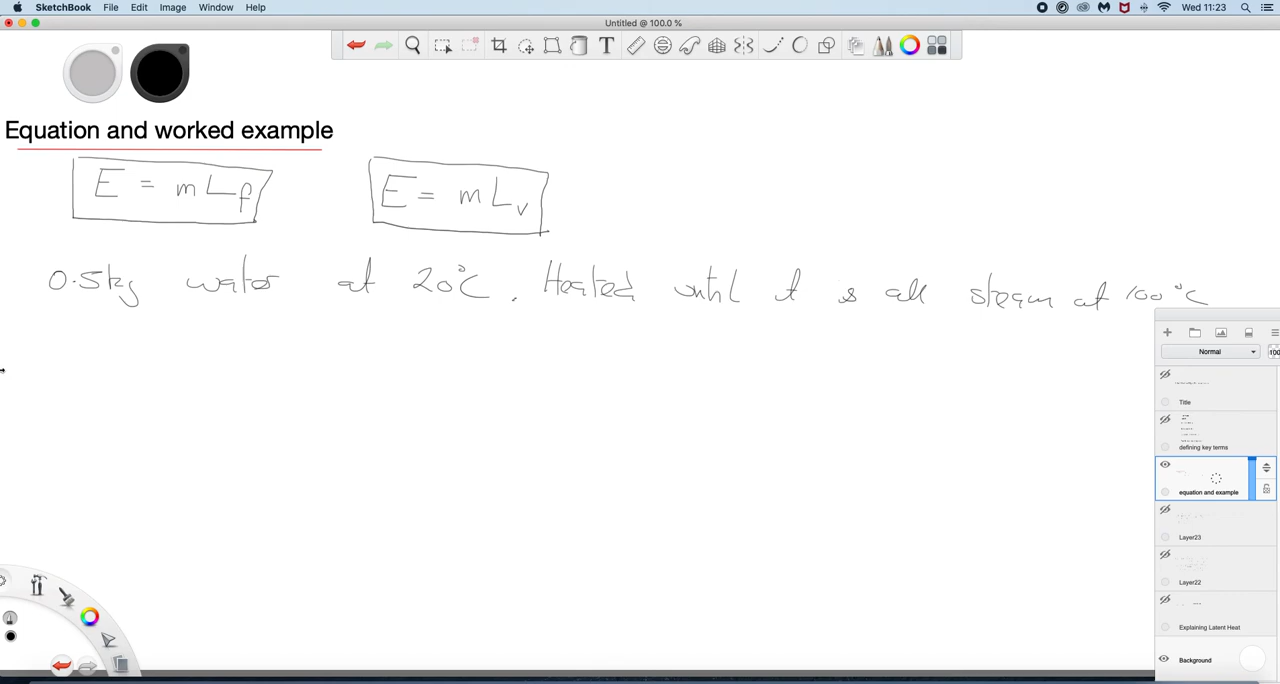 SketchBook File Edit Image Window Help Wed 11:23
Untitled @ 100.0 %
Equation and worked example
E = mLf E = mLv
0.5kg water at 20°C. Heated until it is all steam at 100°C
Normal 100
Title
defining key terms
equation and example
Layer23
Layer22
Explaining Latent Heat
Background